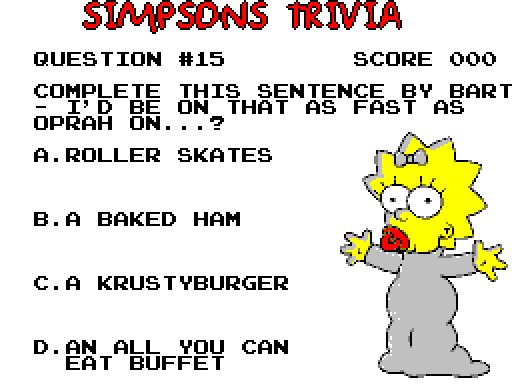 SIMPSONS TRIVIA
QUESTION #15 SCORE 000
COMPLETE THIS SENTENCE BY BART
- I'D BE ON THAT AS FAST AS
OPRAH ON...?
A.ROLLER SKATES
B.A BAKED HAM
C.A KRUSTYBURGER
D.AN ALL YOU CAN
EAT BUFFET